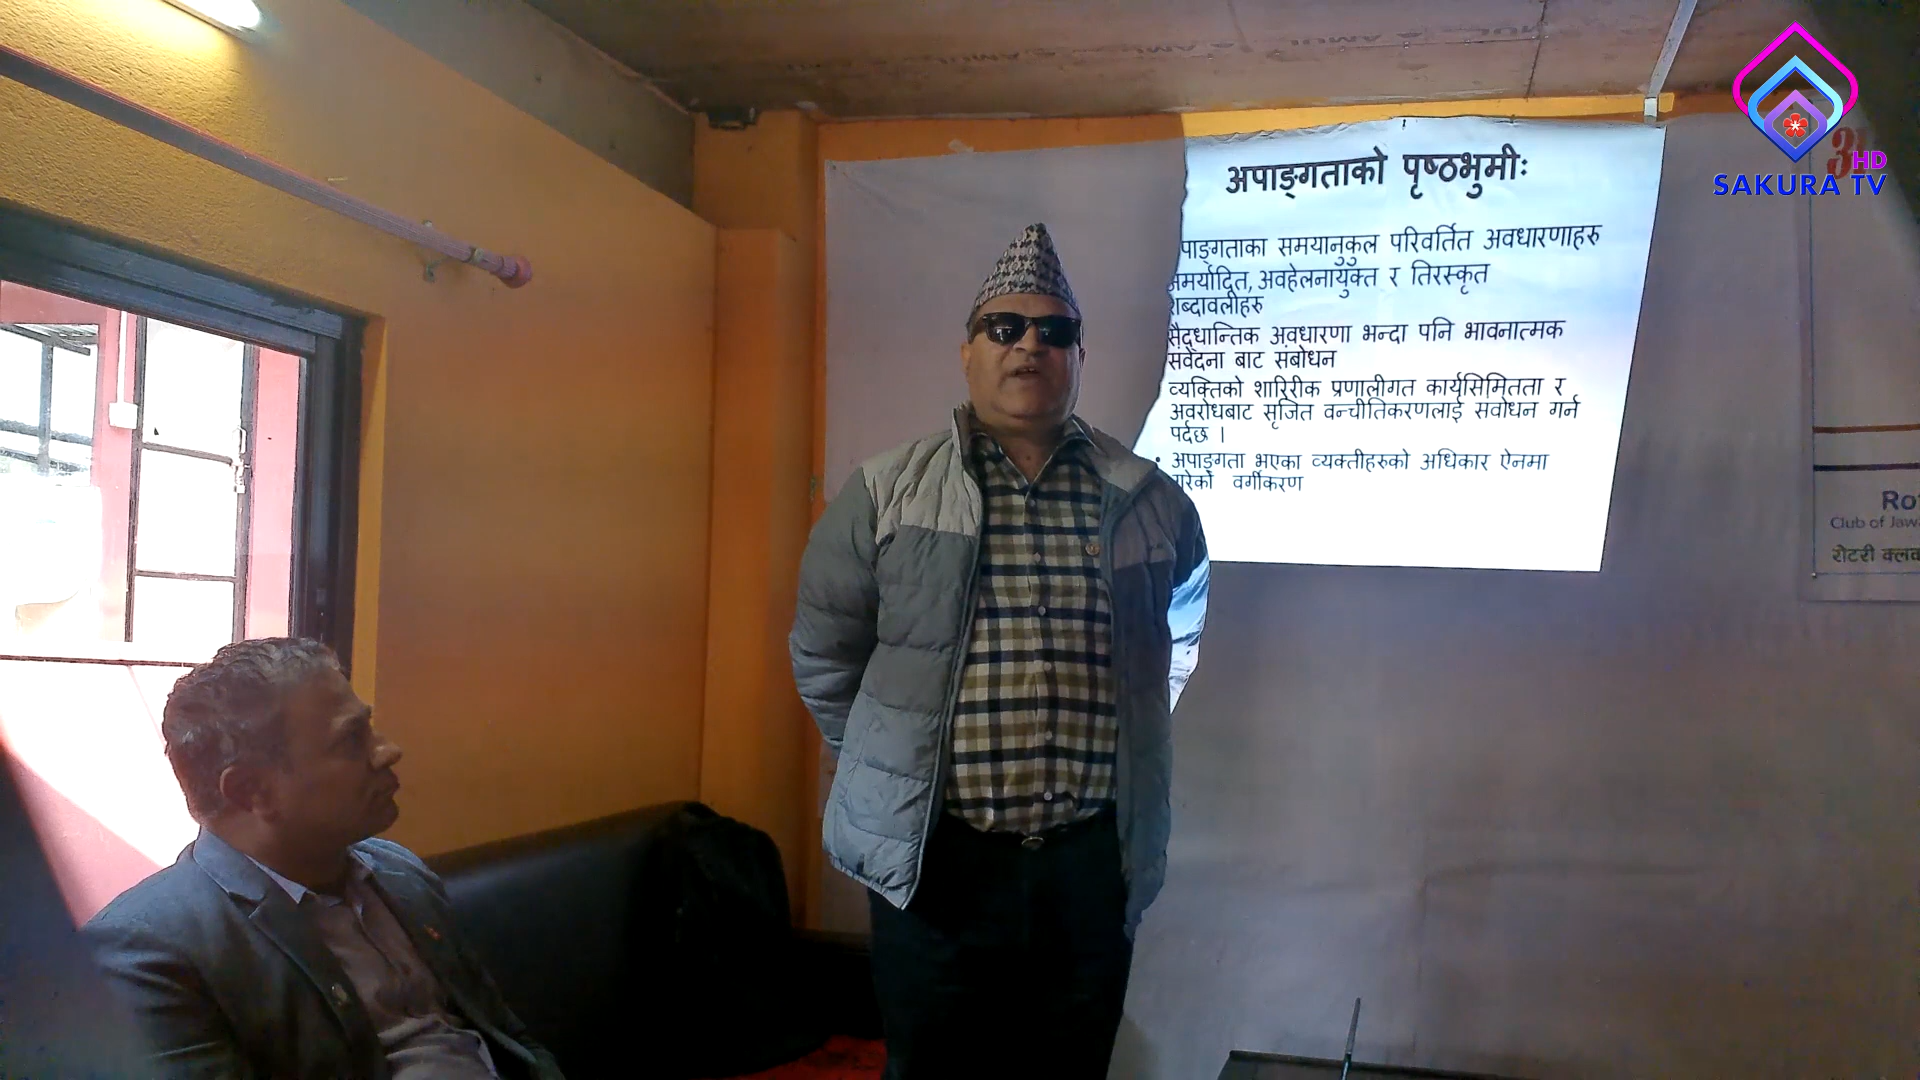 अपाङ्गताको पृष्ठभुमीः
पाङ्गताका समयानुकुल परिवर्तित अवधारणाहरु
अमर्यादित, अवहेलनायुक्त र तिरस्कृत
शब्दावलीहरु
सैद्धान्तिक अवधारणा भन्दा पनि भावनात्मक
संवेदना बाट संबोधन
व्यक्तिको शारिरीक प्रणालीगत कार्यसिमितता र
अवरोधबाट सृजित वन्चीतिकरणलाई संवोधन गर्न
पर्दछ ।
• अपाङ्गता भएका व्यक्तीहरुको अधिकार ऐनमा
गरेको वर्गीकरण
HD
SAKURA TV
Ro
Club of Jaw
रोटरी क्लब